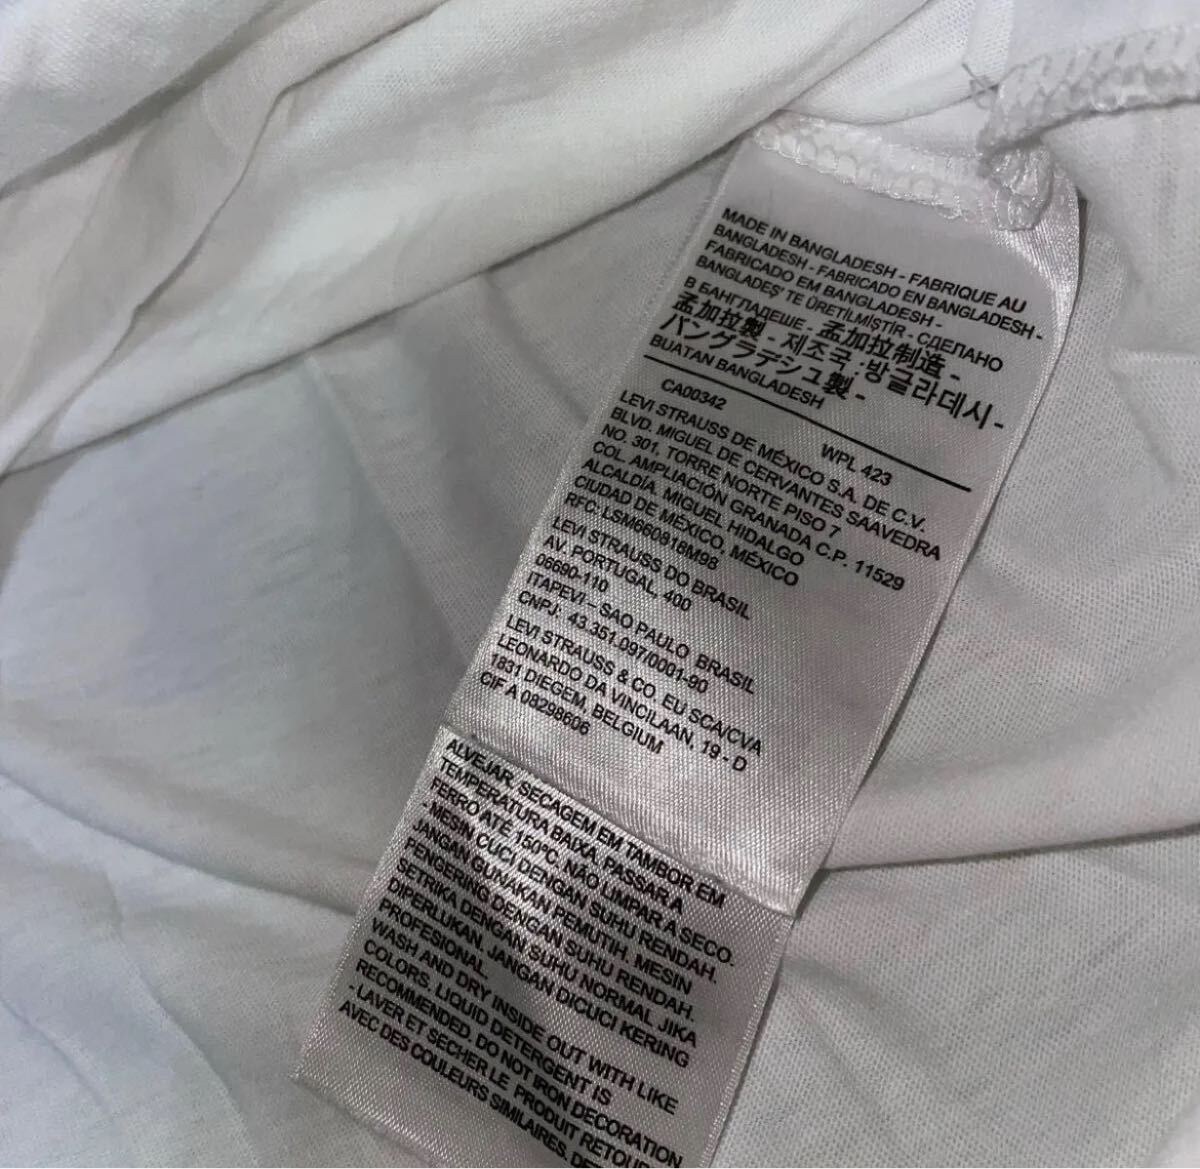 MADE IN BANGLADESH - FABRIQUE AU
BANGLADESH - FABRICADO EN BANGLADESH -
FABRICADO EM BANGLADESH -
BANGLADEŞ' TE ÜRETİLMİŞTİR - СДЕЛАНО
В БАНГЛАДЕШЕ - 孟加拉制造 -
孟加拉製 - 제조국 : 방글라데시 -
バングラデシュ製 -
BUATAN BANGLADESH
CA00342 WPL 423
LEVI STRAUSS DE MÉXICO S.A. DE C.V.
BLVD. MIGUEL DE CERVANTES SAAVEDRA
NO. 301, TORRE NORTE PISO 7
COL. AMPLIACIÓN GRANADA C.P. 11529
ALCALDÍA. MIGUEL HIDALGO
CIUDAD DE MÉXICO, MÉXICO
RFC: LSM660818M98
LEVI STRAUSS DO BRASIL
AV. PORTUGAL, 400
06690-110
ITAPEVI – SAO PAULO BRASIL
CNPJ: 43.351.097/0001-90
LEVI STRAUSS & CO. EU SCA/CVA
LEONARDO DA VINCILAAN, 19 - D
1831 DIEGEM, BELGIUM
CIF A 08298606
ALVEJAR, SECAGEM EM TAMBOR EM
TEMPERATURA BAIXA, PASSAR A
FERRO ATÉ 150°C, NÃO LIMPAR A SECO.
- MESIN CUCI DENGAN SUHU RENDAH.
JANGAN GUNAKAN PEMUTIH. MESIN
PENGERING DENGAN SUHU RENDAH.
SETRIKA DENGAN SUHU NORMAL JIKA
DIPERLUKAN. JANGAN DICUCI KERING
PROFESIONAL
WASH AND DRY INSIDE OUT WITH LIKE
COLORS. LIQUID DETERGENT IS
RECOMMENDED. DO NOT IRON DECORATION
- LAVER ET SECHER LE PRODUIT RETOU
AVEC DES COULEURS SIMILAIRES.